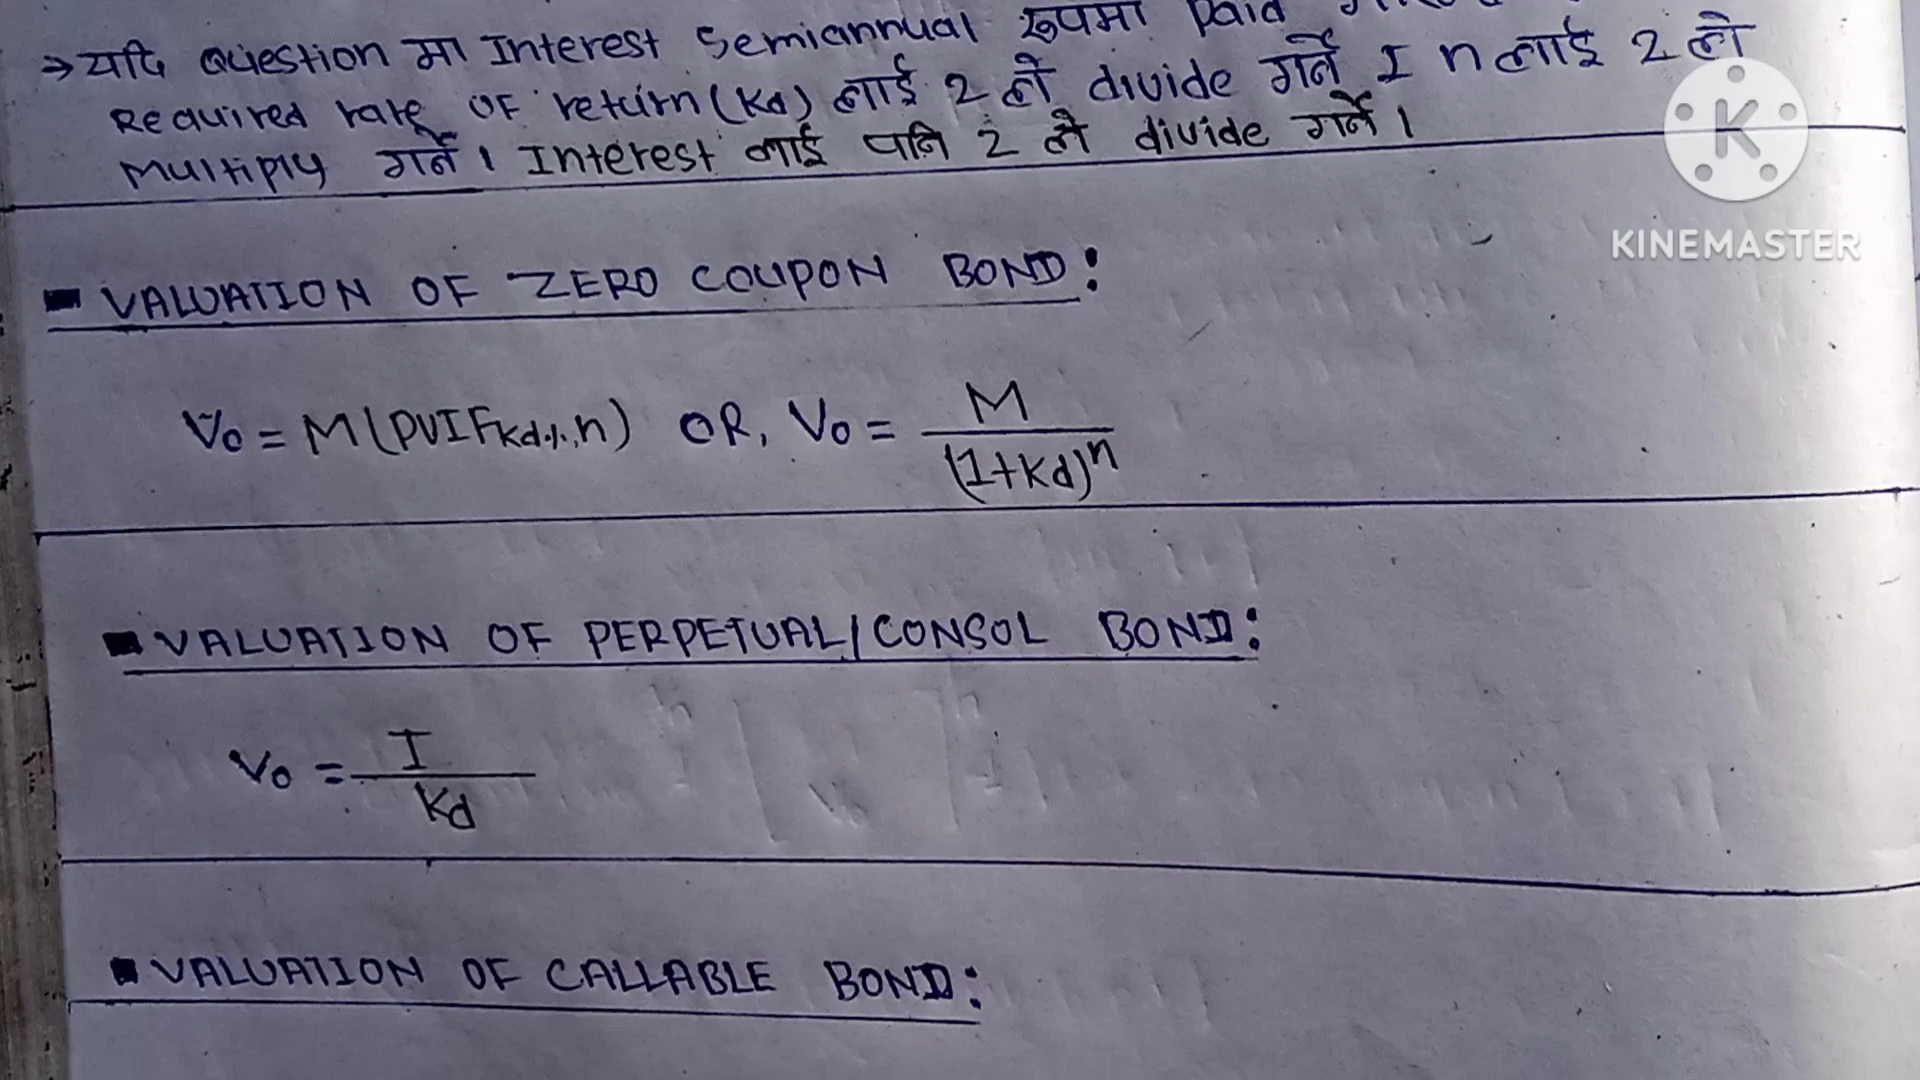 → यदि Question मा Interest Semiannual रूपमा paid
Required rate of return (Kd) लाई 2 ले divide गर्ने I n लाई 2 ले
Multiply गर्ने। Interest लाई पनि 2 ले divide गर्ने।
K
KINEMASTER
VALUATION OF ZERO COUPON BOND:
V₀ = M(PVIFkd%,n) OR, V₀ = M/(1+Kd)ⁿ
VALUATION OF PERPETUAL/CONSOL BOND:
V₀ = I/Kd
VALUATION OF CALLABLE BOND: